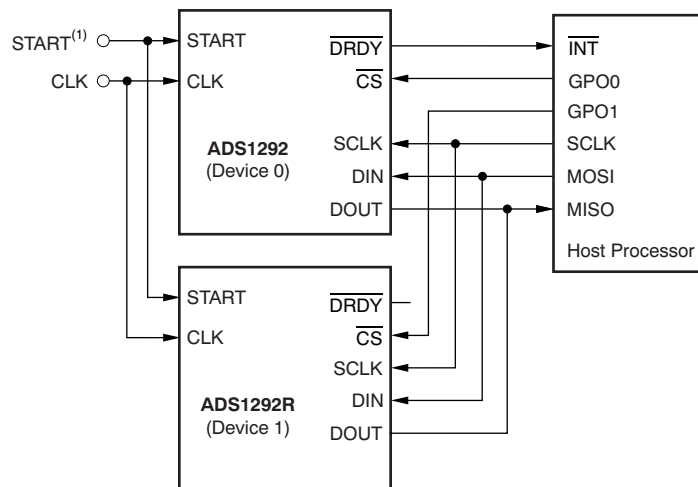 START(1)
CLK
START
CLK
ADS1292
(Device 0)
DRDY
CS
SCLK
DIN
DOUT
INT
GPO0
GPO1
SCLK
MOSI
MISO
Host Processor
START
CLK
ADS1292R
(Device 1)
DRDY
CS
SCLK
DIN
DOUT